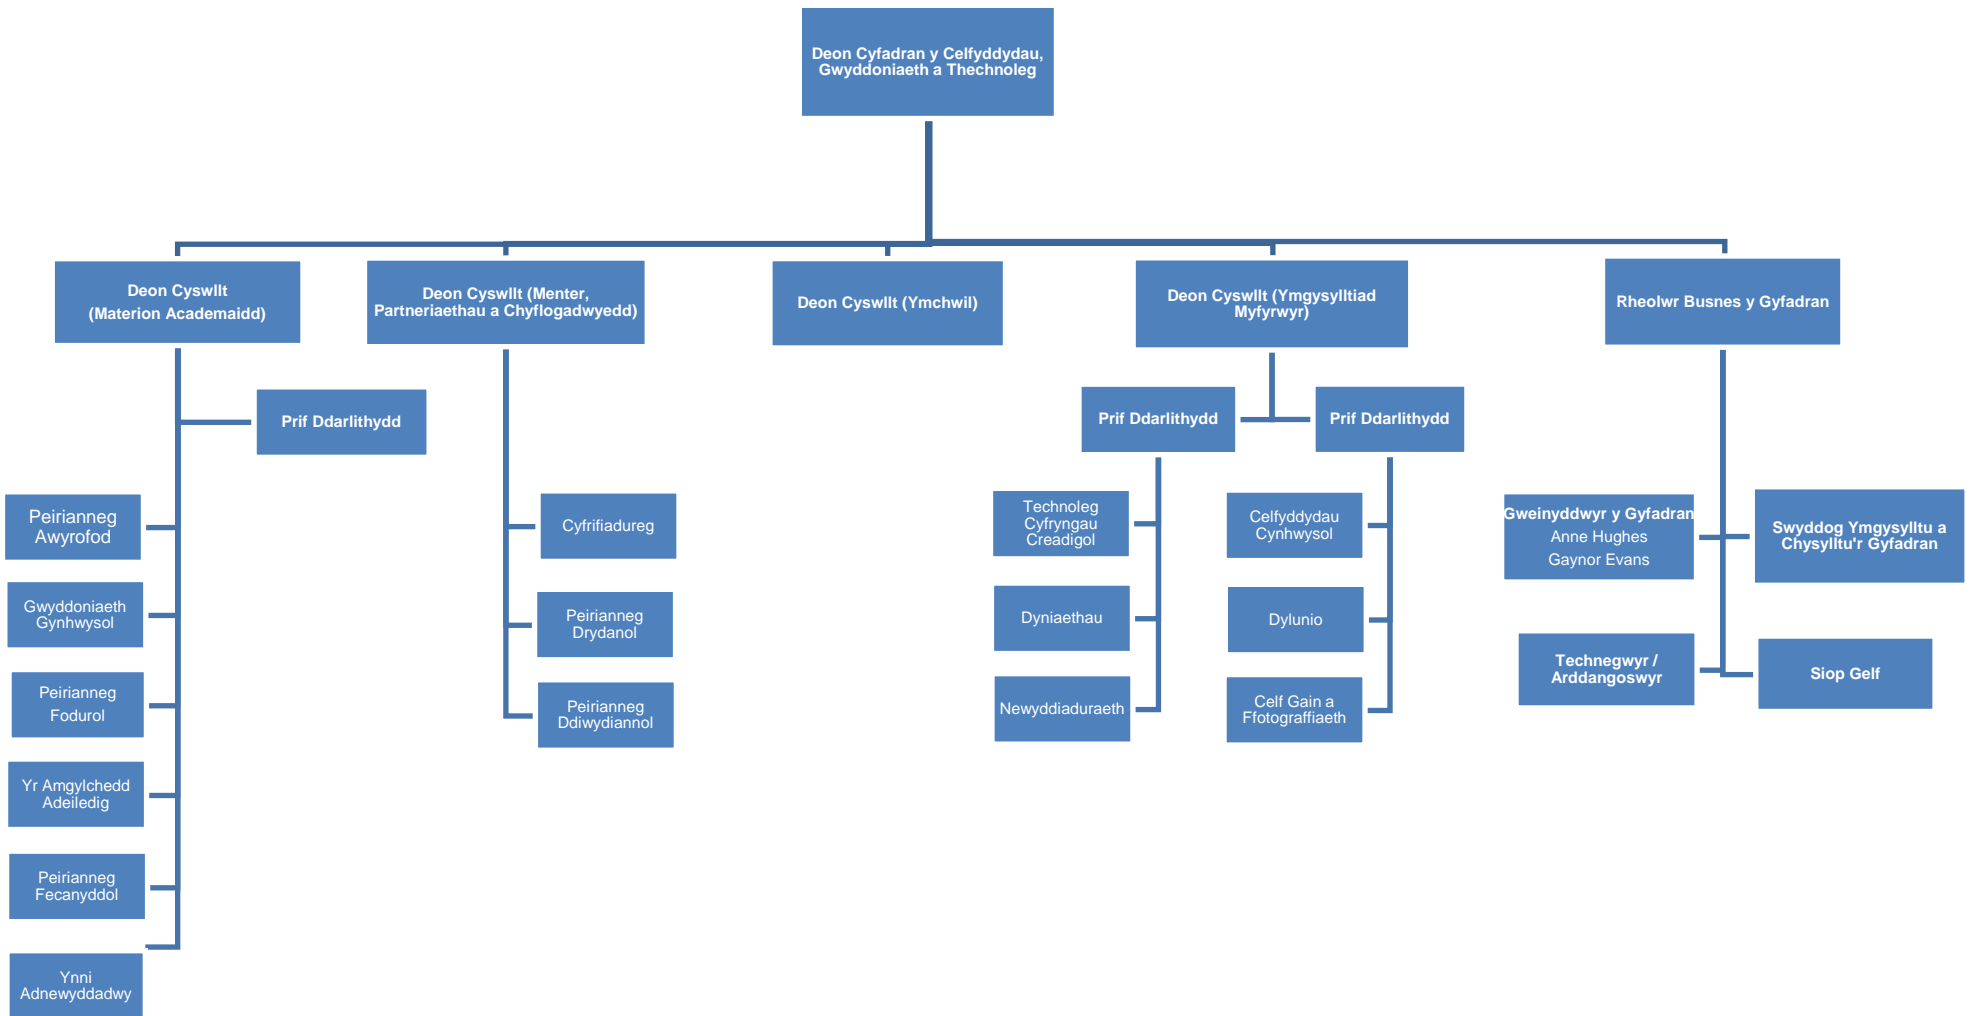 Deon Cyfadran y Celfyddydau,
Gwyddoniaeth a Thechnoleg
Deon Cyswllt
(Materion Academaidd)
Deon Cyswllt (Menter,
Partneriaethau a Chyflogadwyedd)
Deon Cyswllt (Ymchwil)
Deon Cyswllt (Ymgysylltiad
Myfyrwyr)
Rheolwr Busnes y Gyfadran
Prif Ddarlithydd
Prif Ddarlithydd
Prif Ddarlithydd
Peirianneg
Awyrofod
Gwyddoniaeth
Gynhwysol
Peirianneg
Fodurol
Yr Amgylchedd
Adeiledig
Peirianneg
Fecanyddol
Ynni
Adnewyddadwy
Cyfrifiadureg
Peirianneg
Drydanol
Peirianneg
Ddiwydiannol
Technoleg
Cyfryngau
Creadigol
Dyniaethau
Newyddiaduraeth
Celfyddydau
Cynhwysol
Dylunio
Celf Gain a
Ffotograffiaeth
Gweinyddwyr y Gyfadran
Anne Hughes
Gaynor Evans
Swyddog Ymgysylltu a
Chysylltu'r Gyfadran
Technegwyr /
Arddangoswyr
Siop Gelf